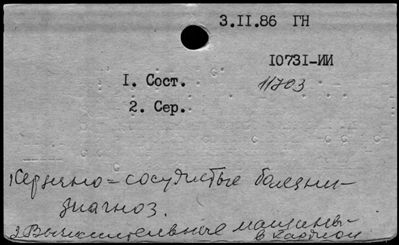 3.II.86 ГН
10731-ИИ
1. Сост. 11703
2. Сер.
1 Сердечно=сосудистые болезни-
диагноз.
2 Вычислительные машины-
в кардиол